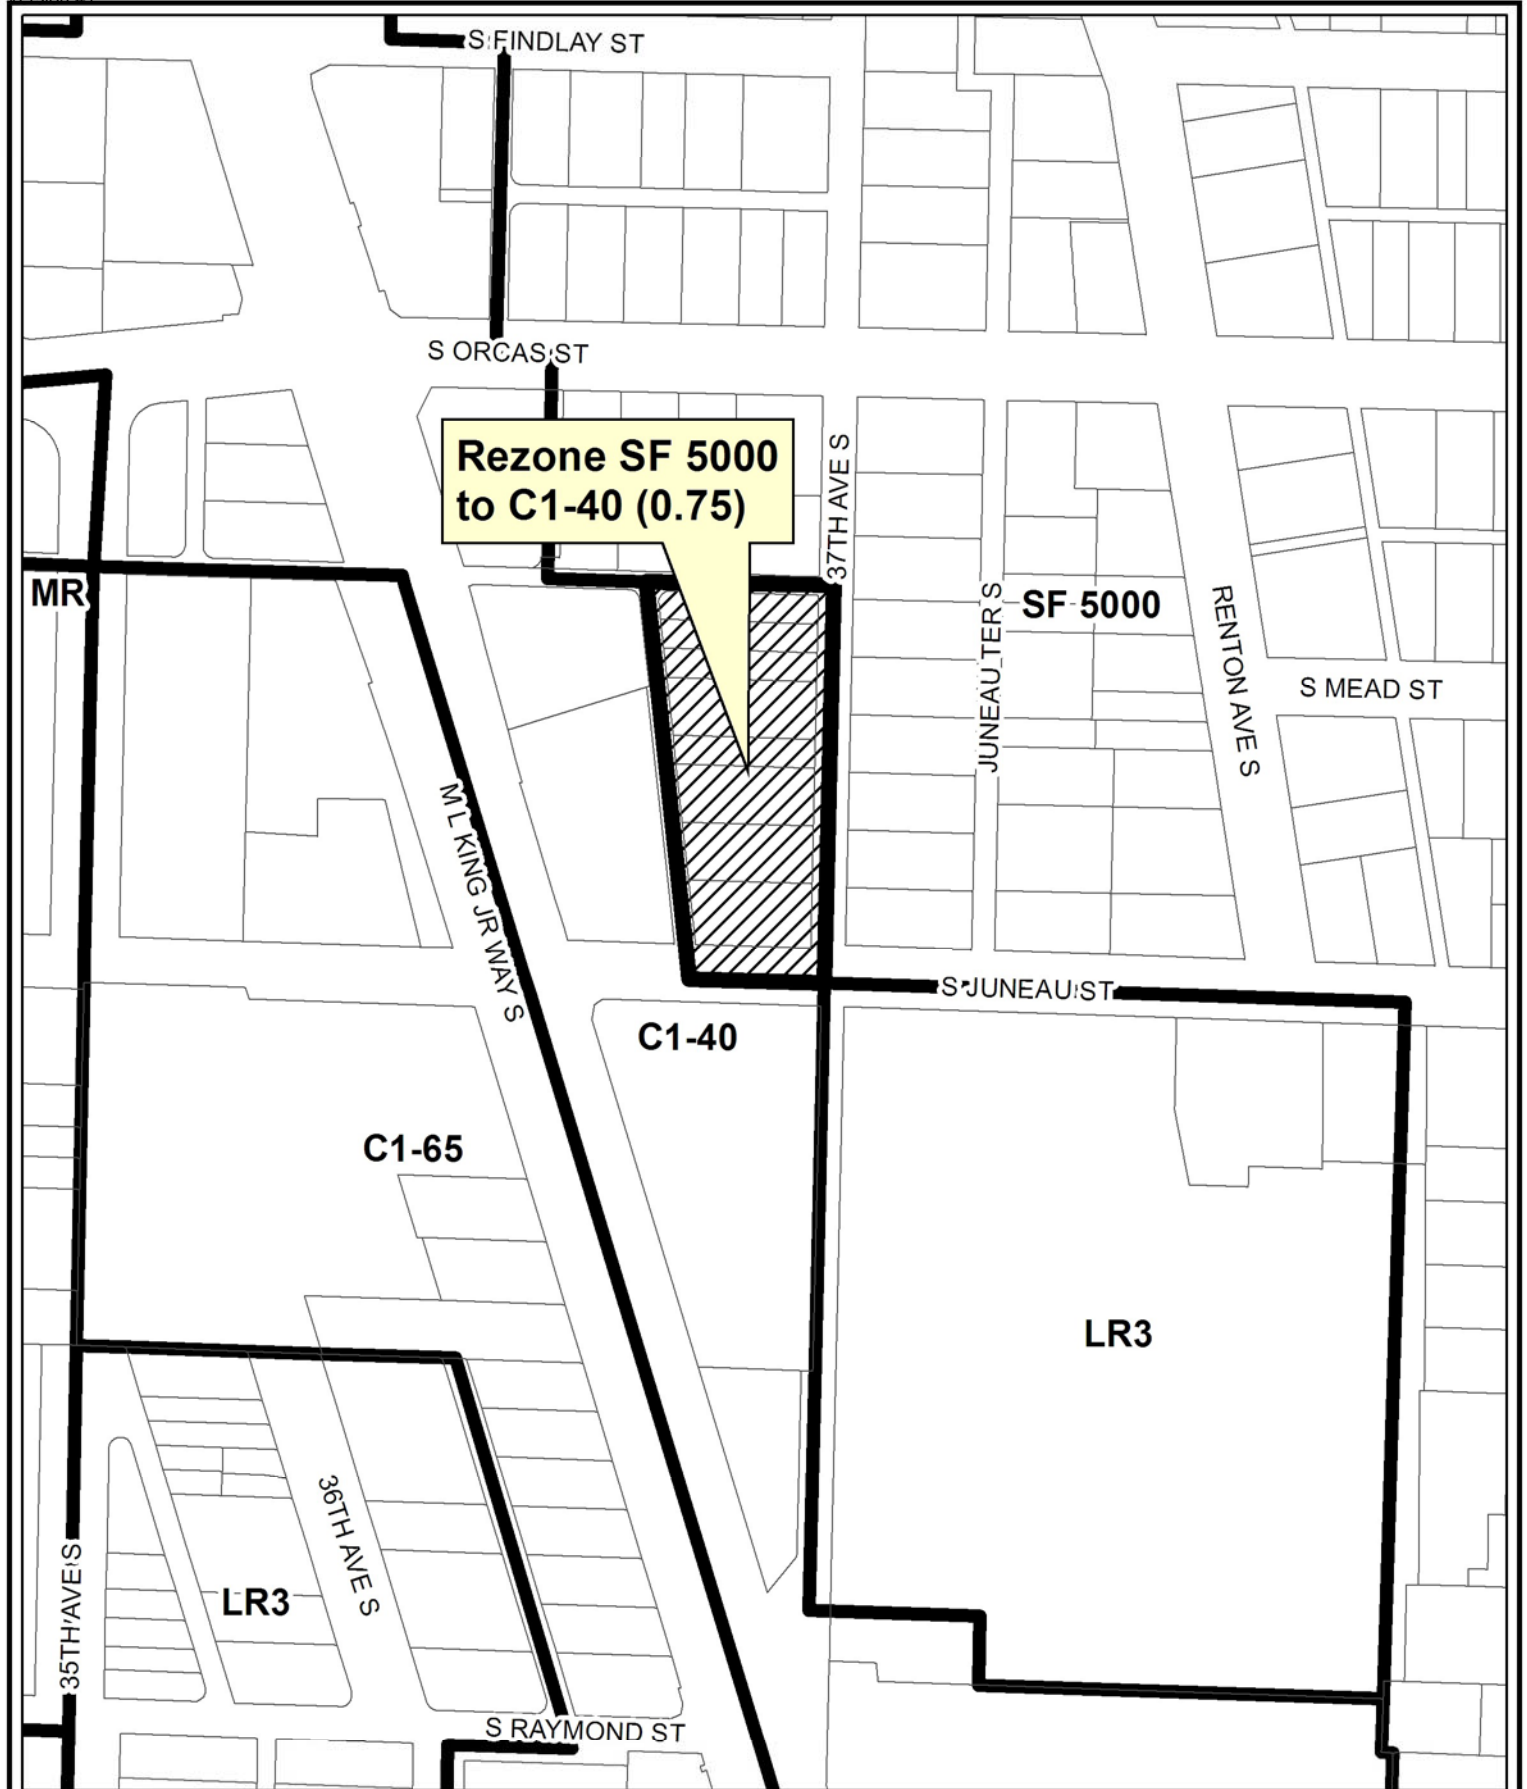 S FINDLAY ST
S ORCAS ST
Rezone SF 5000
to C1-40 (0.75)
37TH AVE S
MR
SF 5000
JUNEAU TER S
RENTON AVE S
S MEAD ST
M L KING JR WAY S
S JUNEAU ST
C1-40
C1-65
LR3
36TH AVE S
LR3
35TH AVE S
S RAYMOND ST